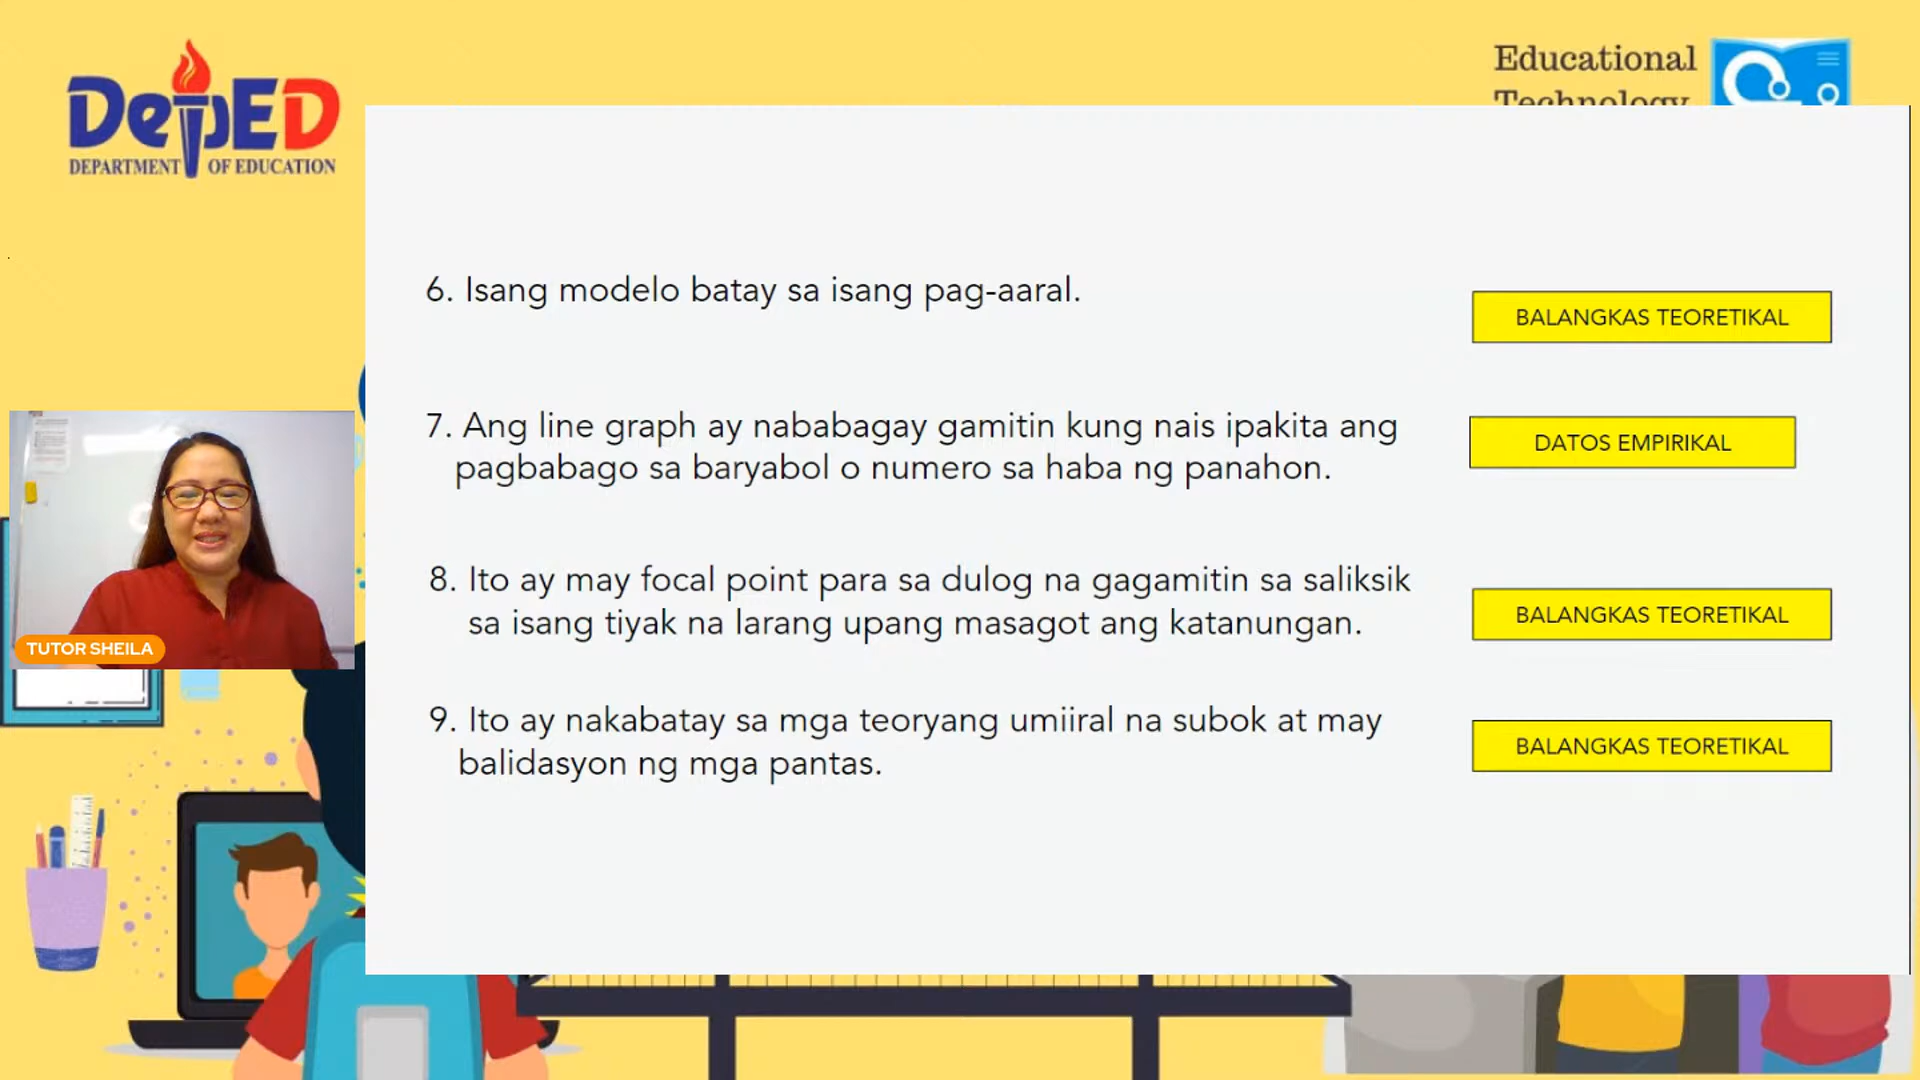 DepED
DEPARTMENT OF EDUCATION
Educational
Technology
6. Isang modelo batay sa isang pag-aaral.
BALANGKAS TEORETIKAL
7. Ang line graph ay nababagay gamitin kung nais ipakita ang
pagbabago sa baryabol o numero sa haba ng panahon.
DATOS EMPIRIKAL
8. Ito ay may focal point para sa dulog na gagamitin sa saliksik
sa isang tiyak na larang upang masagot ang katanungan.
BALANGKAS TEORETIKAL
9. Ito ay nakabatay sa mga teoryang umiiral na subok at may
balidasyon ng mga pantas.
BALANGKAS TEORETIKAL
TUTOR SHEILA